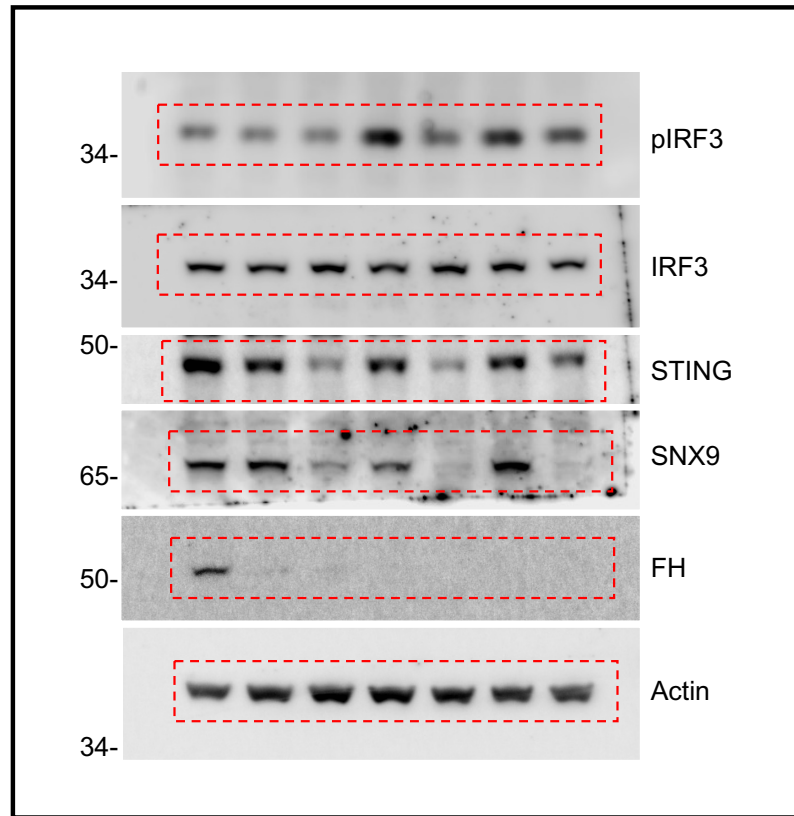 34-
pIRF3
34-
IRF3
50-
STING
65-
SNX9
50-
FH
34-
Actin